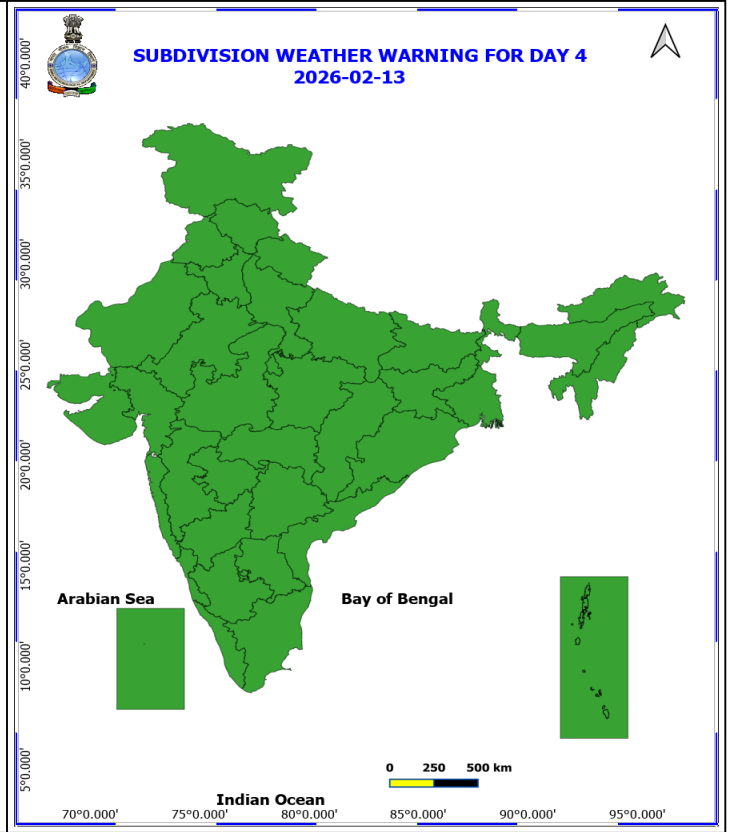 SUBDIVISION WEATHER WARNING FOR DAY 4
2026-02-13
40°0.000'
35°0.000'
30°0.000'
25°0.000'
20°0.000'
15°0.000'
10°0.000'
5°0.000'
Arabian Sea
Bay of Bengal
0 250 500 km
Indian Ocean
70°0.000' 75°0.000' 80°0.000' 85°0.000' 90°0.000' 95°0.000'